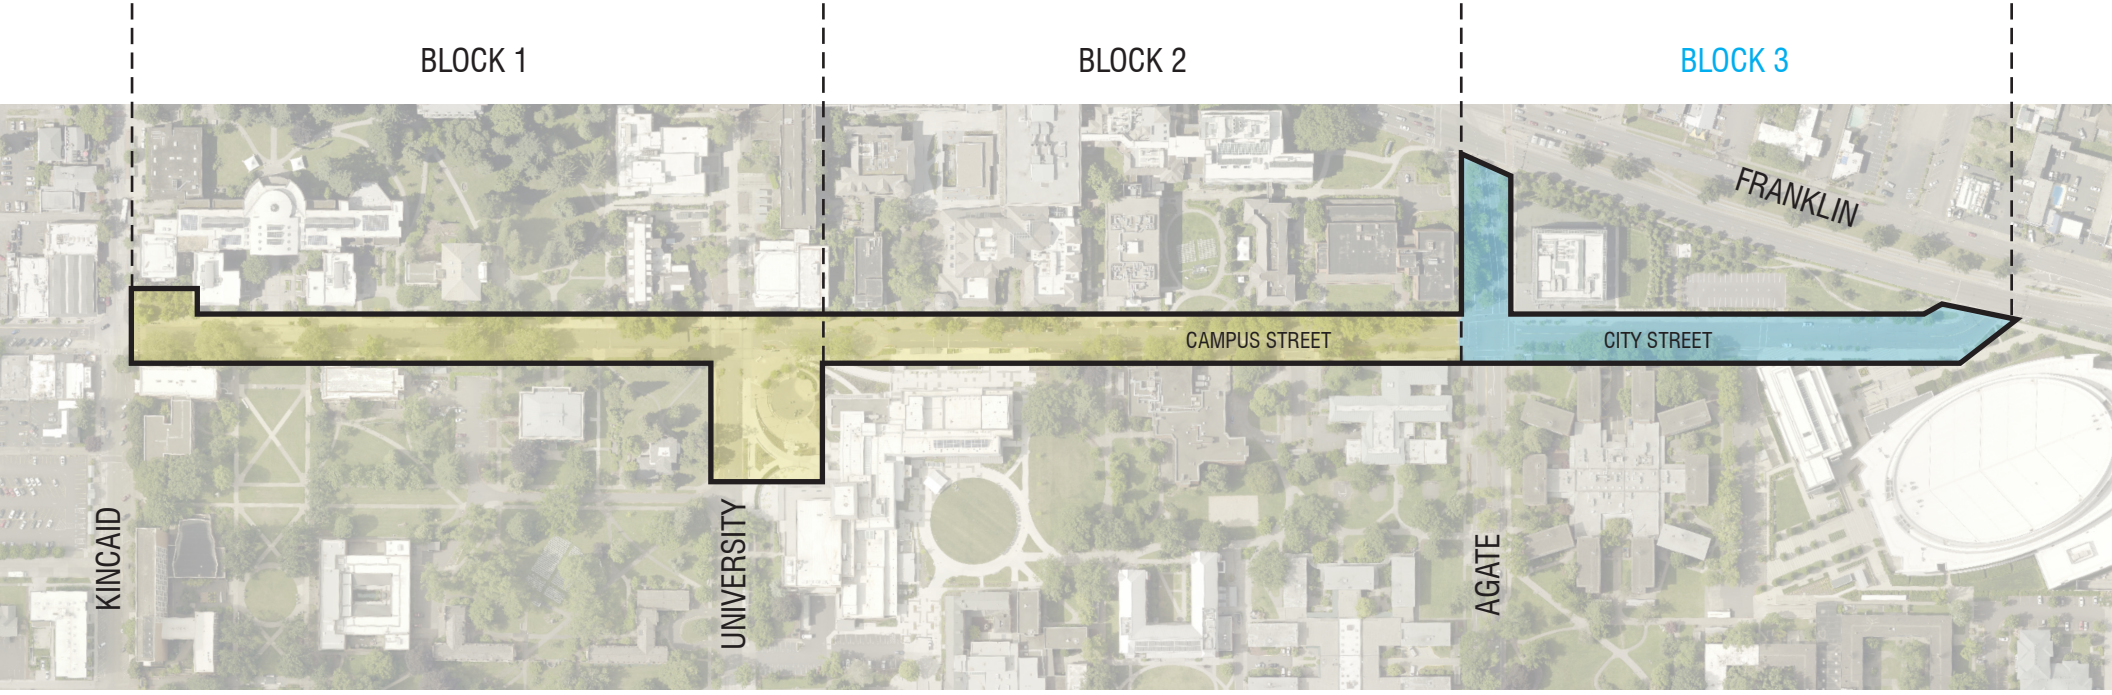 BLOCK 1
BLOCK 2
BLOCK 3
FRANKLIN
CAMPUS STREET
CITY STREET
KINCAID
UNIVERSITY
AGATE